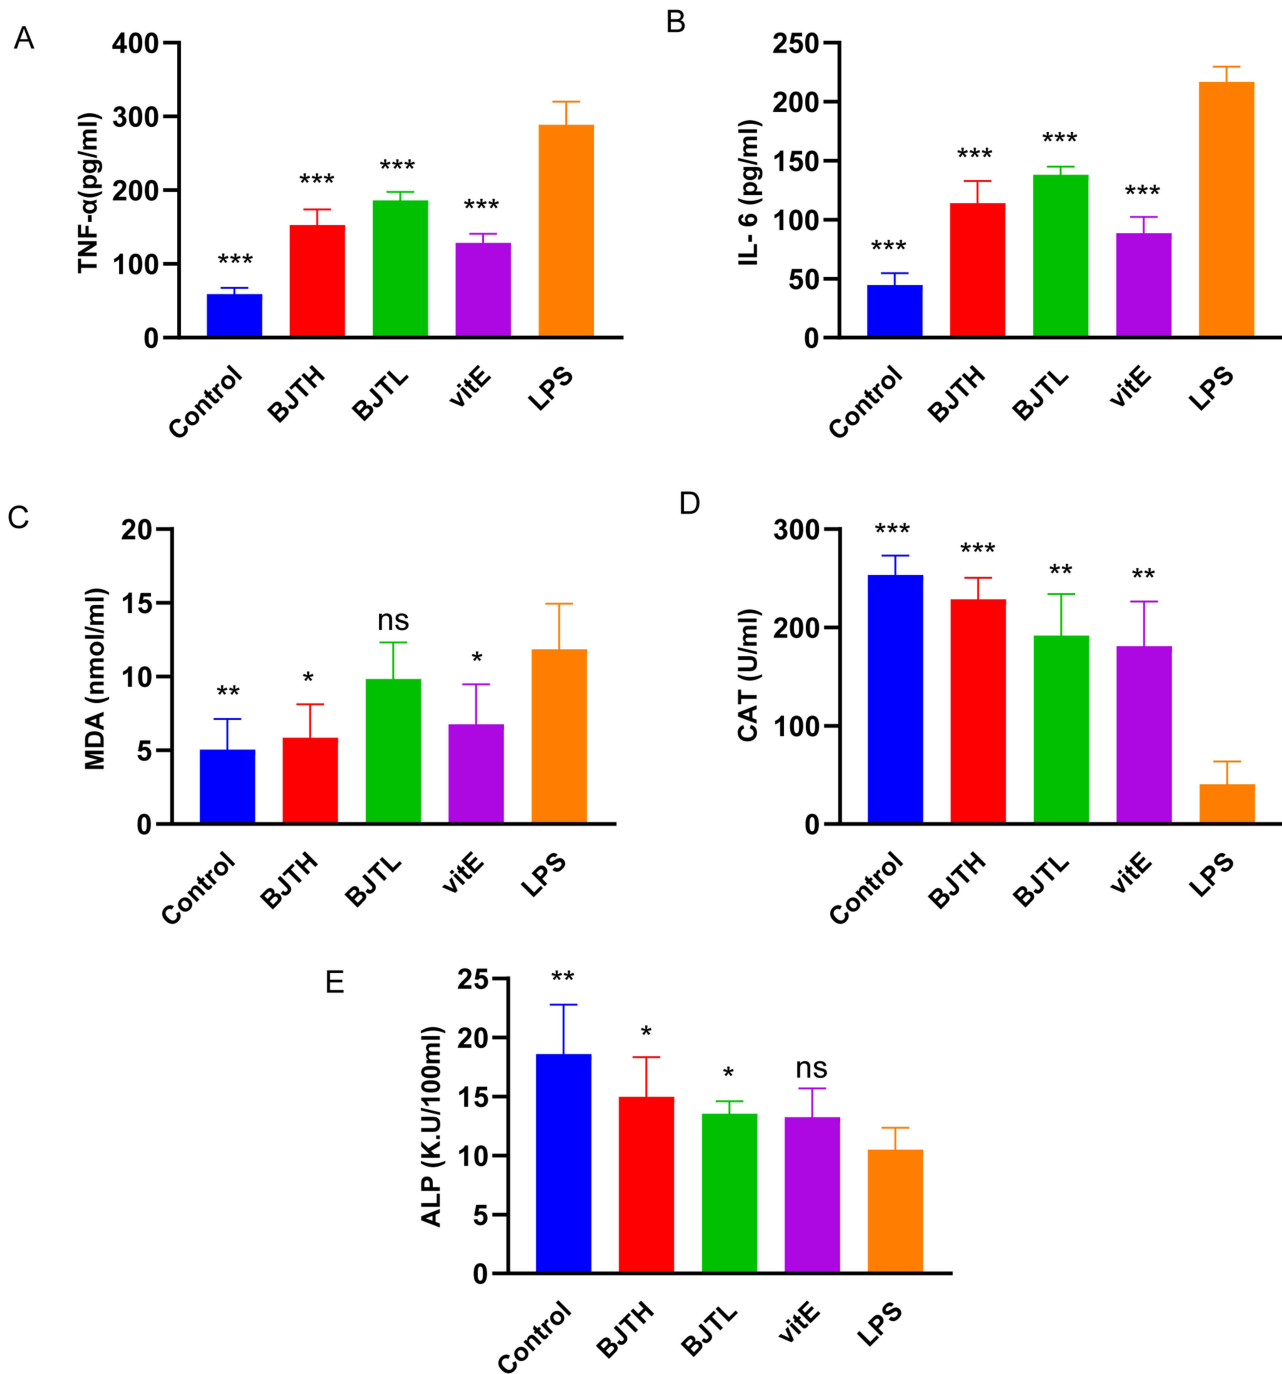 A
TNF-α(pg/ml)
400
300
200
100
0
***
***
***
***
Control
BJTH
BJTL
vitE
LPS
B
IL- 6 (pg/ml)
250
200
150
100
50
0
***
***
***
***
Control
BJTH
BJTL
vitE
LPS
C
MDA (nmol/ml)
20
15
10
5
0
**
*
ns
*
Control
BJTH
BJTL
vitE
LPS
D
CAT (U/ml)
300
200
100
0
***
***
**
**
Control
BJTH
BJTL
vitE
LPS
E
ALP (K.U/100ml)
25
20
15
10
5
0
**
*
*
ns
Control
BJTH
BJTL
vitE
LPS